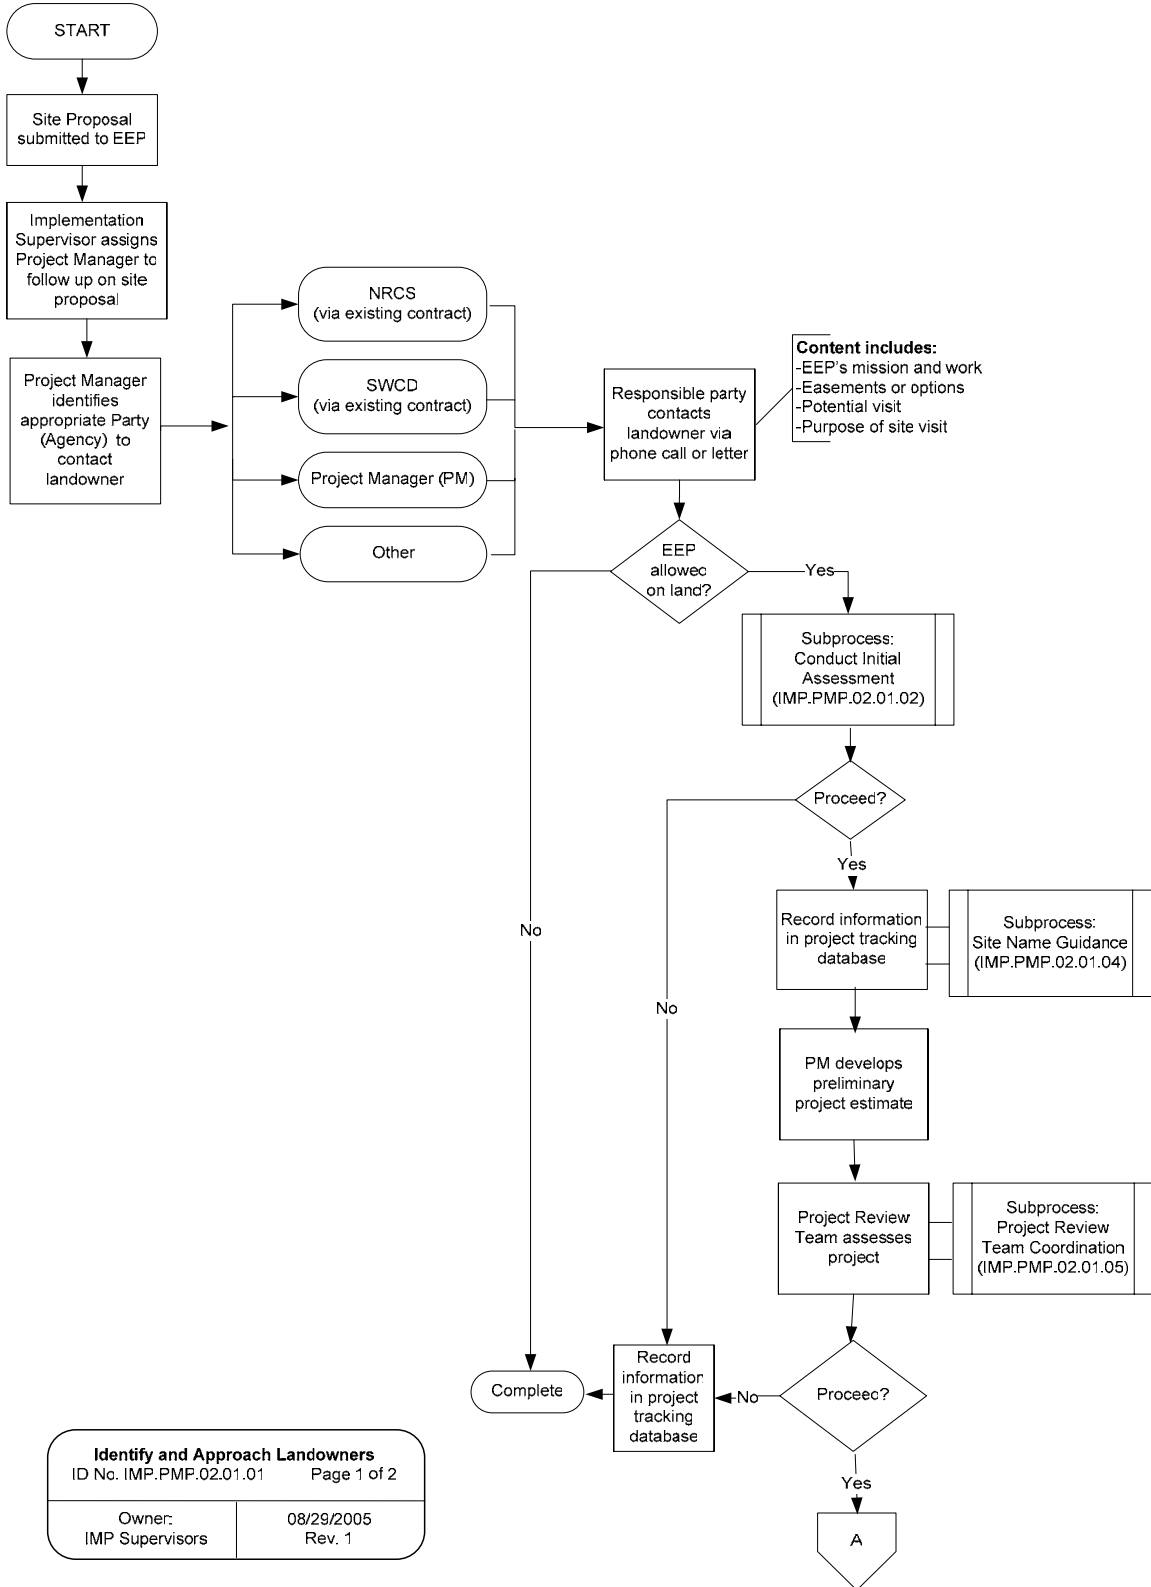 START
Site Proposal
submitted to EEP
Implementation
Supervisor assigns
Project Manager to
follow up on site
proposal
Project Manager
identifies
appropriate Party
(Agency) to
contact
landowner
NRCS
(via existing contract)
SWCD
(via existing contract)
Project Manager (PM)
Other
Responsible party
contacts
landowner via
phone call or letter
Content includes:
-EEP's mission and work
-Easements or options
-Potential visit
-Purpose of site visit
EEP
allowed
on land?
Yes
No
Subprocess:
Conduct Initial
Assessment
(IMP.PMP.02.01.02)
Proceed?
Yes
No
Record information
in project tracking
database
Subprocess:
Site Name Guidance
(IMP.PMP.02.01.04)
PM develops
preliminary
project estimate
Project Review
Team assesses
project
Subprocess:
Project Review
Team Coordination
(IMP.PMP.02.01.05)
Proceed?
No
Record
information
in project
tracking
database
Complete
Yes
A
Identify and Approach Landowners
ID No. IMP.PMP.02.01.01 Page 1 of 2
Owner:
IMP Supervisors
08/29/2005
Rev. 1